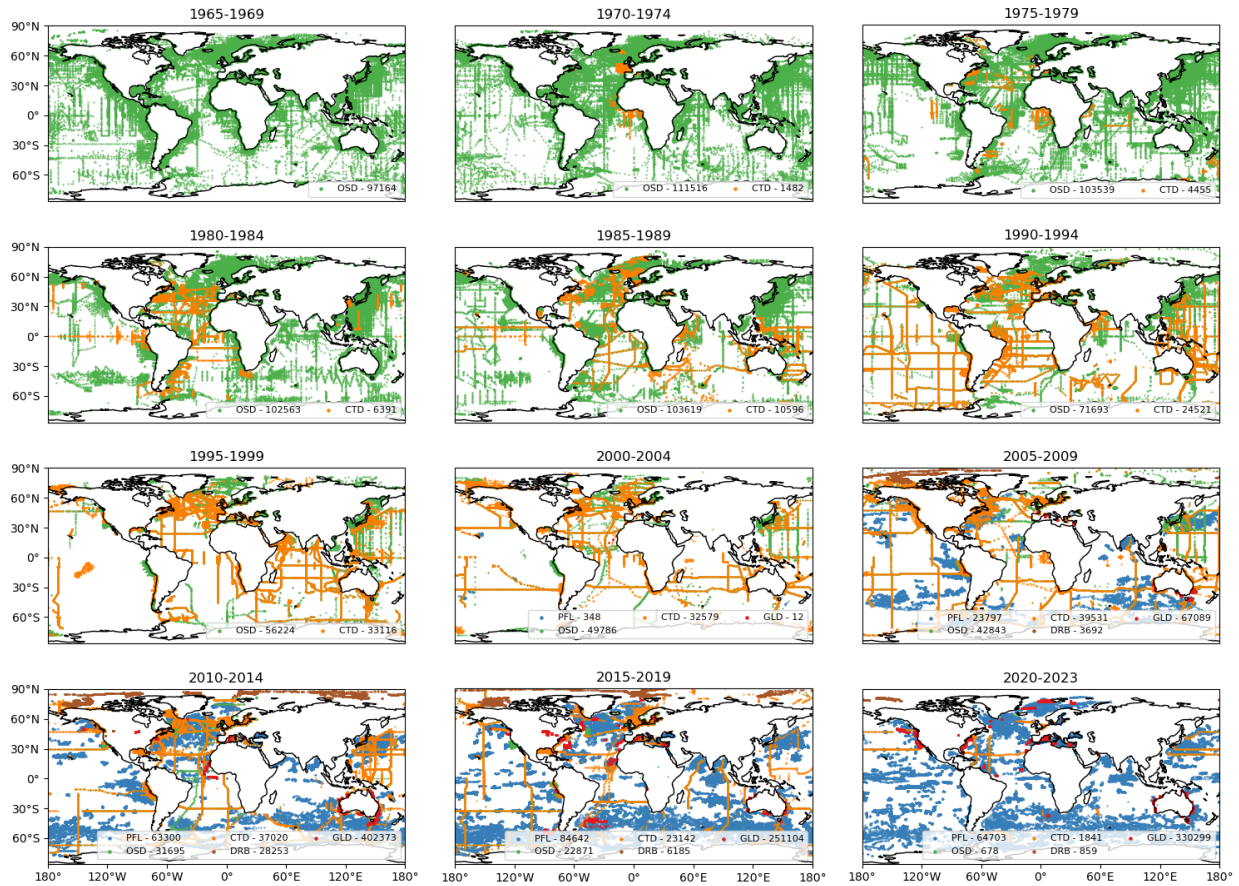 1965-1969
1970-1974
1975-1979
90°N
60°N
30°N
0°
30°S
60°S
OSD - 97164
OSD - 111516 CTD - 1482
OSD - 103539 CTD - 4455
1980-1984
1985-1989
1990-1994
90°N
60°N
30°N
0°
30°S
60°S
OSD - 102563 CTD - 6391
OSD - 103619 CTD - 10596
OSD - 71693 CTD - 24521
1995-1999
2000-2004
2005-2009
90°N
60°N
30°N
0°
30°S
60°S
OSD - 56224 CTD - 33116
PFL - 348 CTD - 32579 GLD - 12
OSD - 49786
PFL - 23797 CTD - 39531 GLD - 67089
OSD - 42843 DRB - 3692
2010-2014
2015-2019
2020-2023
90°N
60°N
30°N
0°
30°S
60°S
PFL - 63300 CTD - 37020 GLD - 402373
OSD - 31695 DRB - 28253
PFL - 84642 CTD - 23142 GLD - 251104
OSD - 22871 DRB - 6185
PFL - 64703 CTD - 1841 GLD - 330299
OSD - 678 DRB - 859
180° 120°W 60°W 0° 60°E 120°E 180°
180° 120°W 60°W 0° 60°E 120°E 180°
180° 120°W 60°W 0° 60°E 120°E 180°